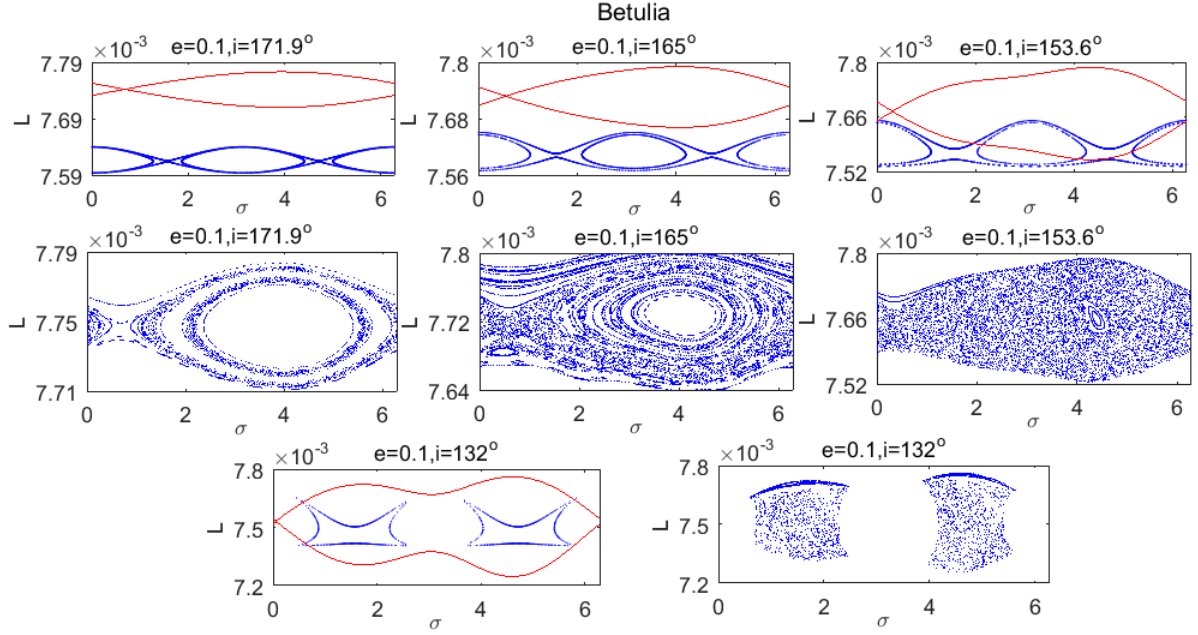 Betulia
e=0.1,i=171.9° e=0.1,i=165° e=0.1,i=153.6°
×10⁻³ ×10⁻³ ×10⁻³
7.79 7.8 7.8
L L L
7.69 7.68 7.66
7.59 7.56 7.52
0 2 4 6 0 2 4 6 0 2 4 6
σ σ σ
e=0.1,i=171.9° e=0.1,i=165° e=0.1,i=153.6°
×10⁻³ ×10⁻³ ×10⁻³
7.79 7.8 7.8
L L L
7.75 7.72 7.66
7.71 7.64 7.52
0 2 4 6 0 2 4 6 0 2 4 6
σ σ σ
e=0.1,i=132° e=0.1,i=132°
×10⁻³ ×10⁻³
7.8 7.8
L L
7.5 7.5
7.2 7.2
0 2 4 6 0 2 4 6
σ σ